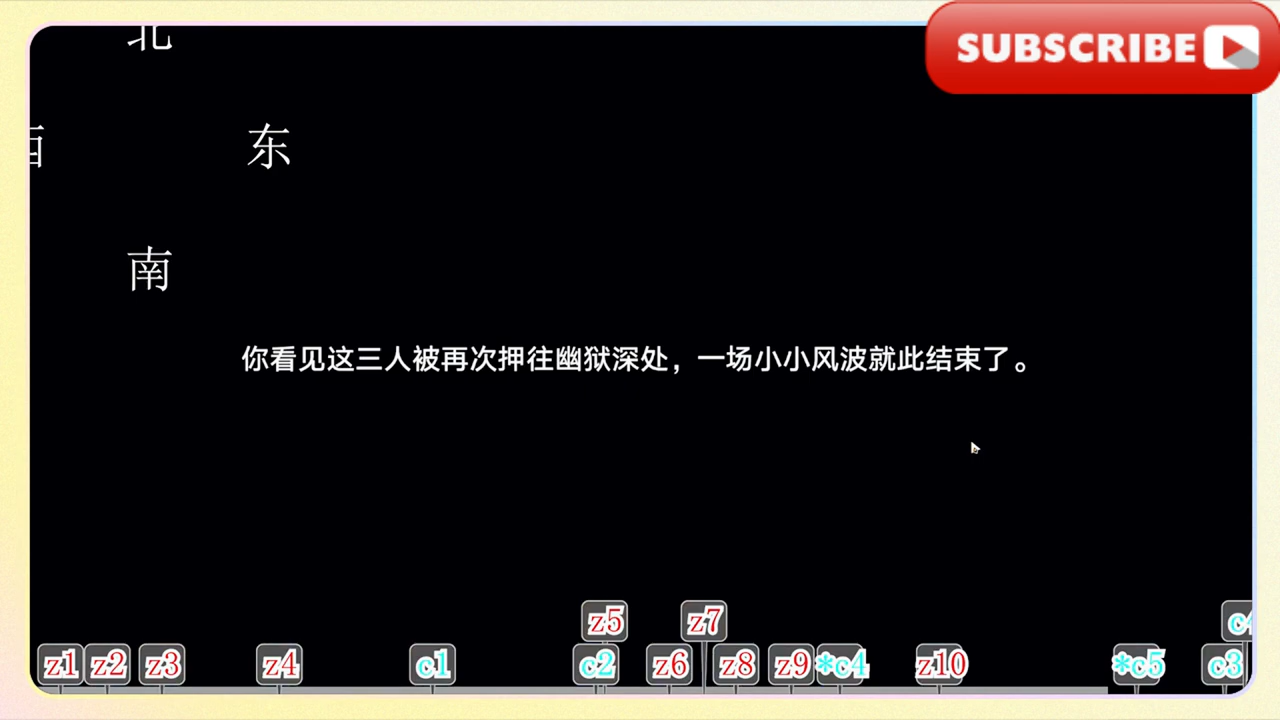 北
SUBSCRIBE
西 东
南
你看见这三人被再次押往幽狱深处，一场小小风波就此结束了。
z5 z7 c4
z1 z2 z3 z4 c1 c2 z6 z8 z9 *c4 z10 *c5 c3